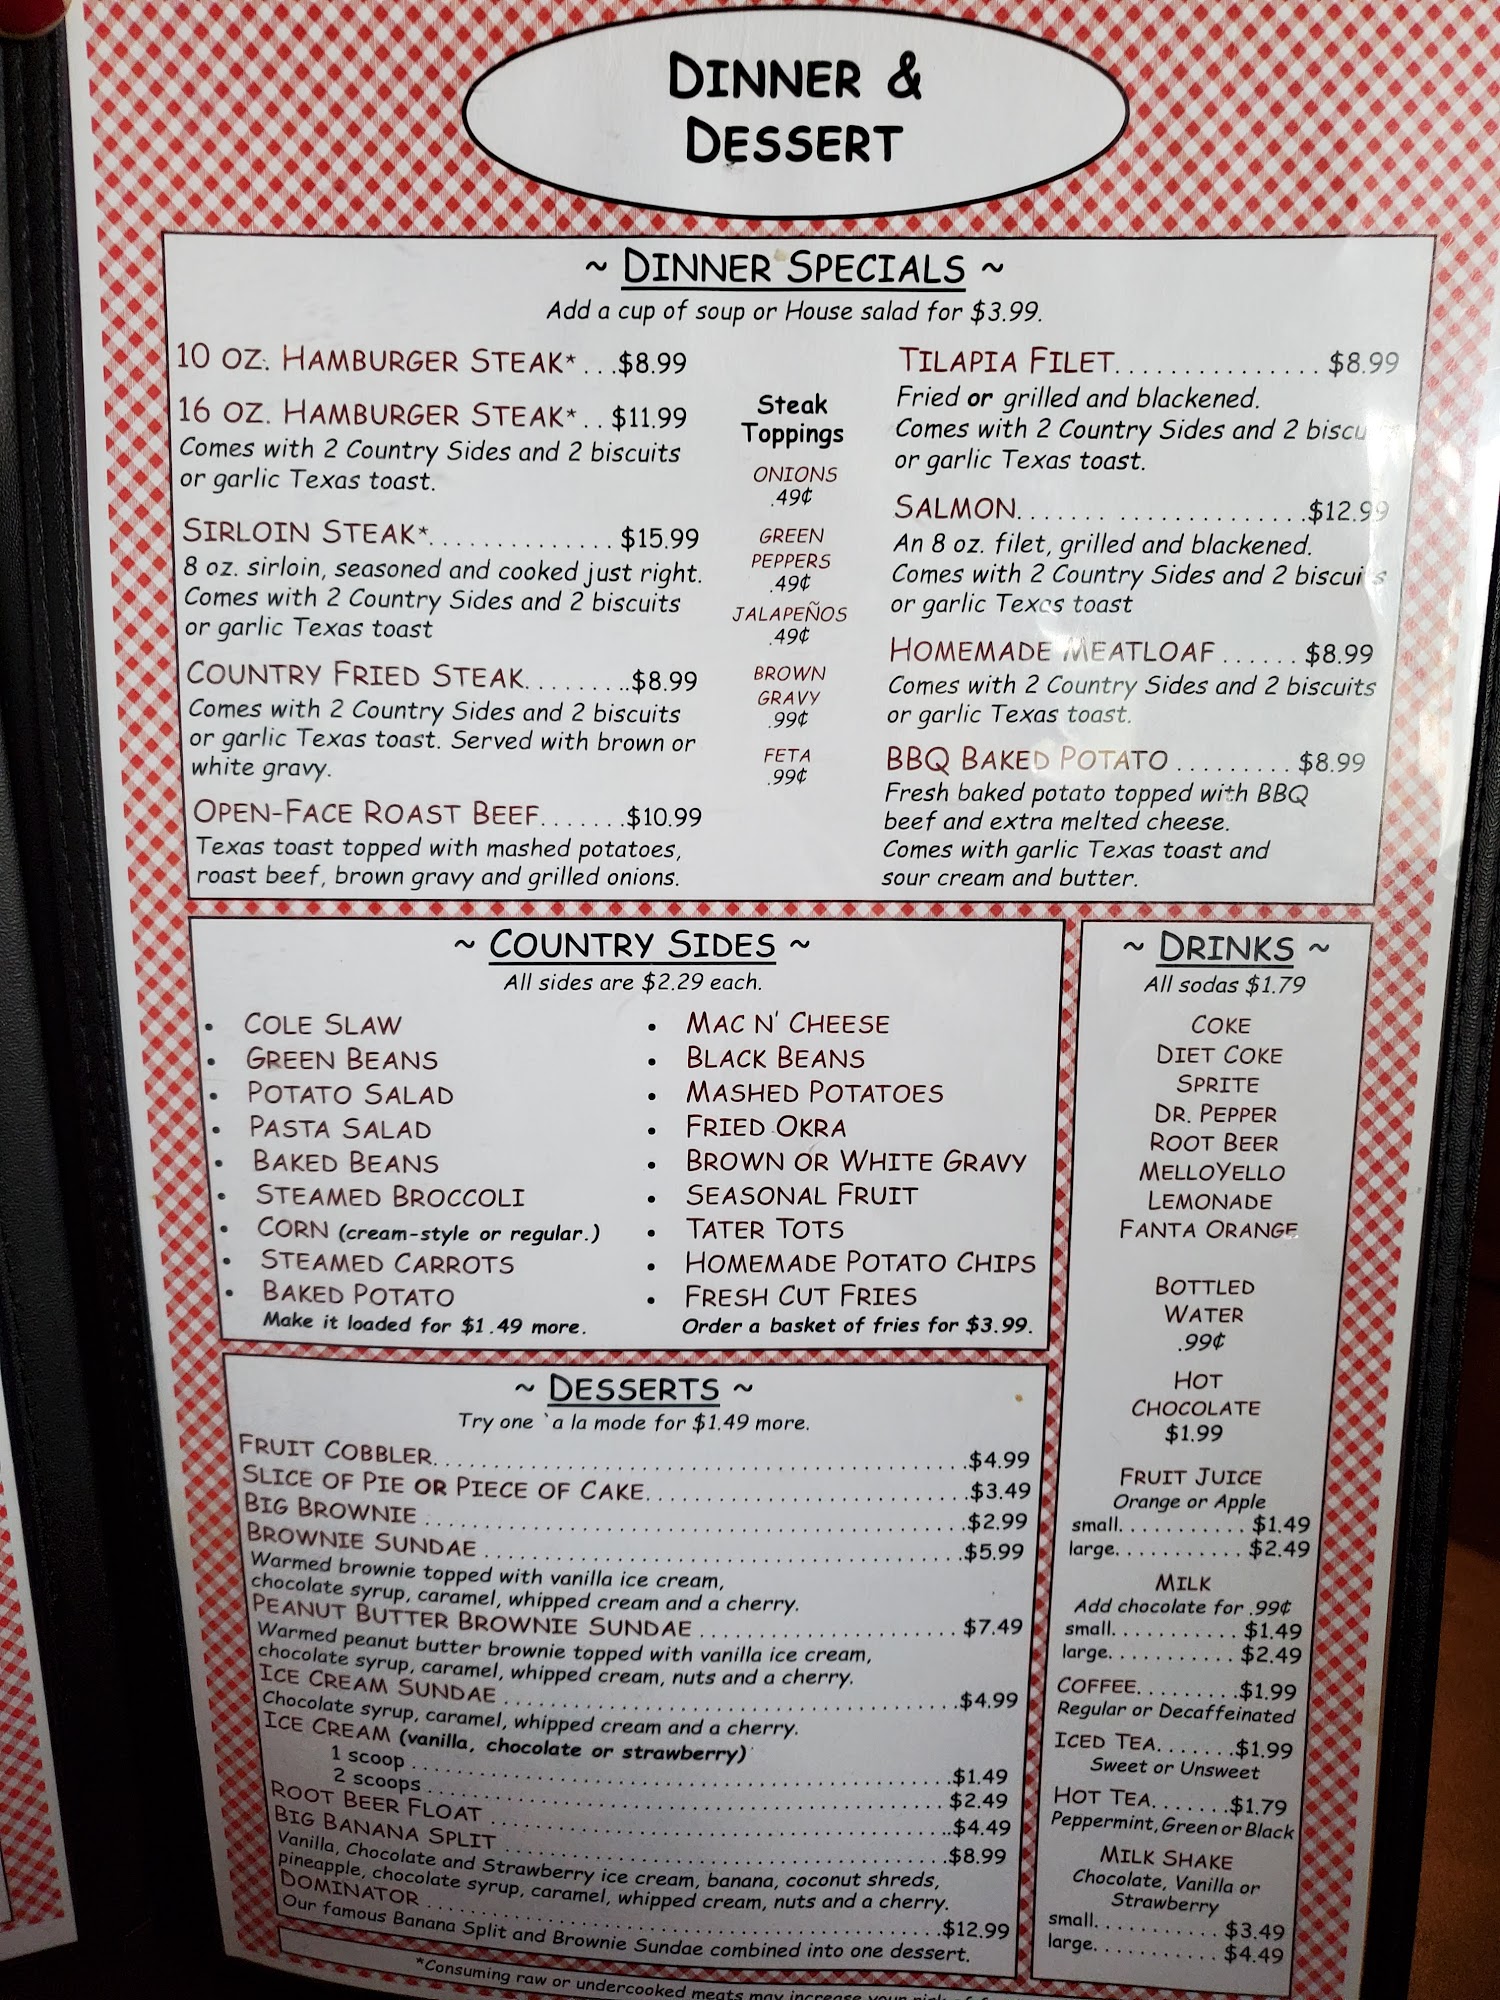 DINNER &
DESSERT
~ DINNER SPECIALS ~
Add a cup of soup or House salad for $3.99.
10 OZ. HAMBURGER STEAK* . . .$8.99
16 OZ. HAMBURGER STEAK* . . $11.99
Comes with 2 Country Sides and 2 biscuits
or garlic Texas toast.
SIRLOIN STEAK*. . . . . . . . . . . . . . $15.99
8 oz. sirloin, seasoned and cooked just right.
Comes with 2 Country Sides and 2 biscuits
or garlic Texas toast
COUNTRY FRIED STEAK. . . . . . . . ..$8.99
Comes with 2 Country Sides and 2 biscuits
or garlic Texas toast. Served with brown or
white gravy.
OPEN-FACE ROAST BEEF. . . . . . .$10.99
Texas toast topped with mashed potatoes,
roast beef, brown gravy and grilled onions.
Steak
Toppings
ONIONS
.49¢
GREEN
PEPPERS
.49¢
JALAPEÑOS
.49¢
BROWN
GRAVY
.99¢
FETA
.99¢
TILAPIA FILET. . . . . . . . . . . . . . . . $8.99
Fried or grilled and blackened.
Comes with 2 Country Sides and 2 biscu
or garlic Texas toast.
SALMON. . . . . . . . . . . . . . . . . . . . . .$12.99
An 8 oz. filet, grilled and blackened.
Comes with 2 Country Sides and 2 biscuits
or garlic Texas toast
HOMEMADE MEATLOAF . . . . . . $8.99
Comes with 2 Country Sides and 2 biscuits
or garlic Texas toast.
BBQ BAKED POTATO . . . . . . . . . $8.99
Fresh baked potato topped with BBQ
beef and extra melted cheese.
Comes with garlic Texas toast and
sour cream and butter.
~ COUNTRY SIDES ~
All sides are $2.29 each.
• COLE SLAW
• GREEN BEANS
• POTATO SALAD
• PASTA SALAD
• BAKED BEANS
• STEAMED BROCCOLI
• CORN (cream-style or regular.)
• STEAMED CARROTS
• BAKED POTATO
Make it loaded for $1.49 more.
• MAC N' CHEESE
• BLACK BEANS
• MASHED POTATOES
• FRIED OKRA
• BROWN OR WHITE GRAVY
• SEASONAL FRUIT
• TATER TOTS
• HOMEMADE POTATO CHIPS
• FRESH CUT FRIES
Order a basket of fries for $3.99.
~ DESSERTS ~
Try one `a la mode for $1.49 more.
FRUIT COBBLER. . . . . . . . . . . . . . . . . . . . . . . . . . . . . . . . . . . . .$4.99
SLICE OF PIE OR PIECE OF CAKE. . . . . . . . . . . . . . . . . . . . . . .$3.49
BIG BROWNIE . . . . . . . . . . . . . . . . . . . . . . . . . . . . . . . . . . . . . .$2.99
BROWNIE SUNDAE . . . . . . . . . . . . . . . . . . . . . . . . . . . . . . . . . .$5.99
Warmed brownie topped with vanilla ice cream,
chocolate syrup, caramel, whipped cream and a cherry.
PEANUT BUTTER BROWNIE SUNDAE . . . . . . . . . . . . . . . . . . $7.49
Warmed peanut butter brownie topped with vanilla ice cream,
chocolate syrup, caramel, whipped cream, nuts and a cherry.
ICE CREAM SUNDAE . . . . . . . . . . . . . . . . . . . . . . . . . . . . . . . .$4.99
Chocolate syrup, caramel, whipped cream and a cherry.
ICE CREAM (vanilla, chocolate or strawberry)
1 scoop . . . . . . . . . . . . . . . . . . . . . . . . . . . . . . . . . . . . . .$1.49
2 scoops . . . . . . . . . . . . . . . . . . . . . . . . . . . . . . . . . . . . . $2.49
ROOT BEER FLOAT . . . . . . . . . . . . . . . . . . . . . . . . . . . . . . . ..$4.49
BIG BANANA SPLIT . . . . . . . . . . . . . . . . . . . . . . . . . . . . . . .$8.99
Vanilla, Chocolate and Strawberry ice cream, banana, coconut shreds,
pineapple, chocolate syrup, caramel, whipped cream, nuts and a cherry.
DOMINATOR . . . . . . . . . . . . . . . . . . . . . . . . . . . . . . . . . . . . .$12.99
Our famous Banana Split and Brownie Sundae combined into one dessert.
~ DRINKS ~
All sodas $1.79
COKE
DIET COKE
SPRITE
DR. PEPPER
ROOT BEER
MELLOYELLO
LEMONADE
FANTA ORANGE
BOTTLED
WATER
.99¢
HOT
CHOCOLATE
$1.99
FRUIT JUICE
Orange or Apple
small. . . . . . . . . . . $1.49
large. . . . . . . . . . . $2.49
MILK
Add chocolate for .99¢
small. . . . . . . . . . . $1.49
large. . . . . . . . . . . $2.49
COFFEE. . . . . . . . .$1.99
Regular or Decaffeinated
ICED TEA. . . . . . .$1.99
Sweet or Unsweet
HOT TEA. . . . . . .$1.79
Peppermint, Green or Black
MILK SHAKE
Chocolate, Vanilla or
Strawberry
small. . . . . . . . . . . $3.49
large. . . . . . . . . . . $4.49
*Consuming raw or undercooked meats may increase your